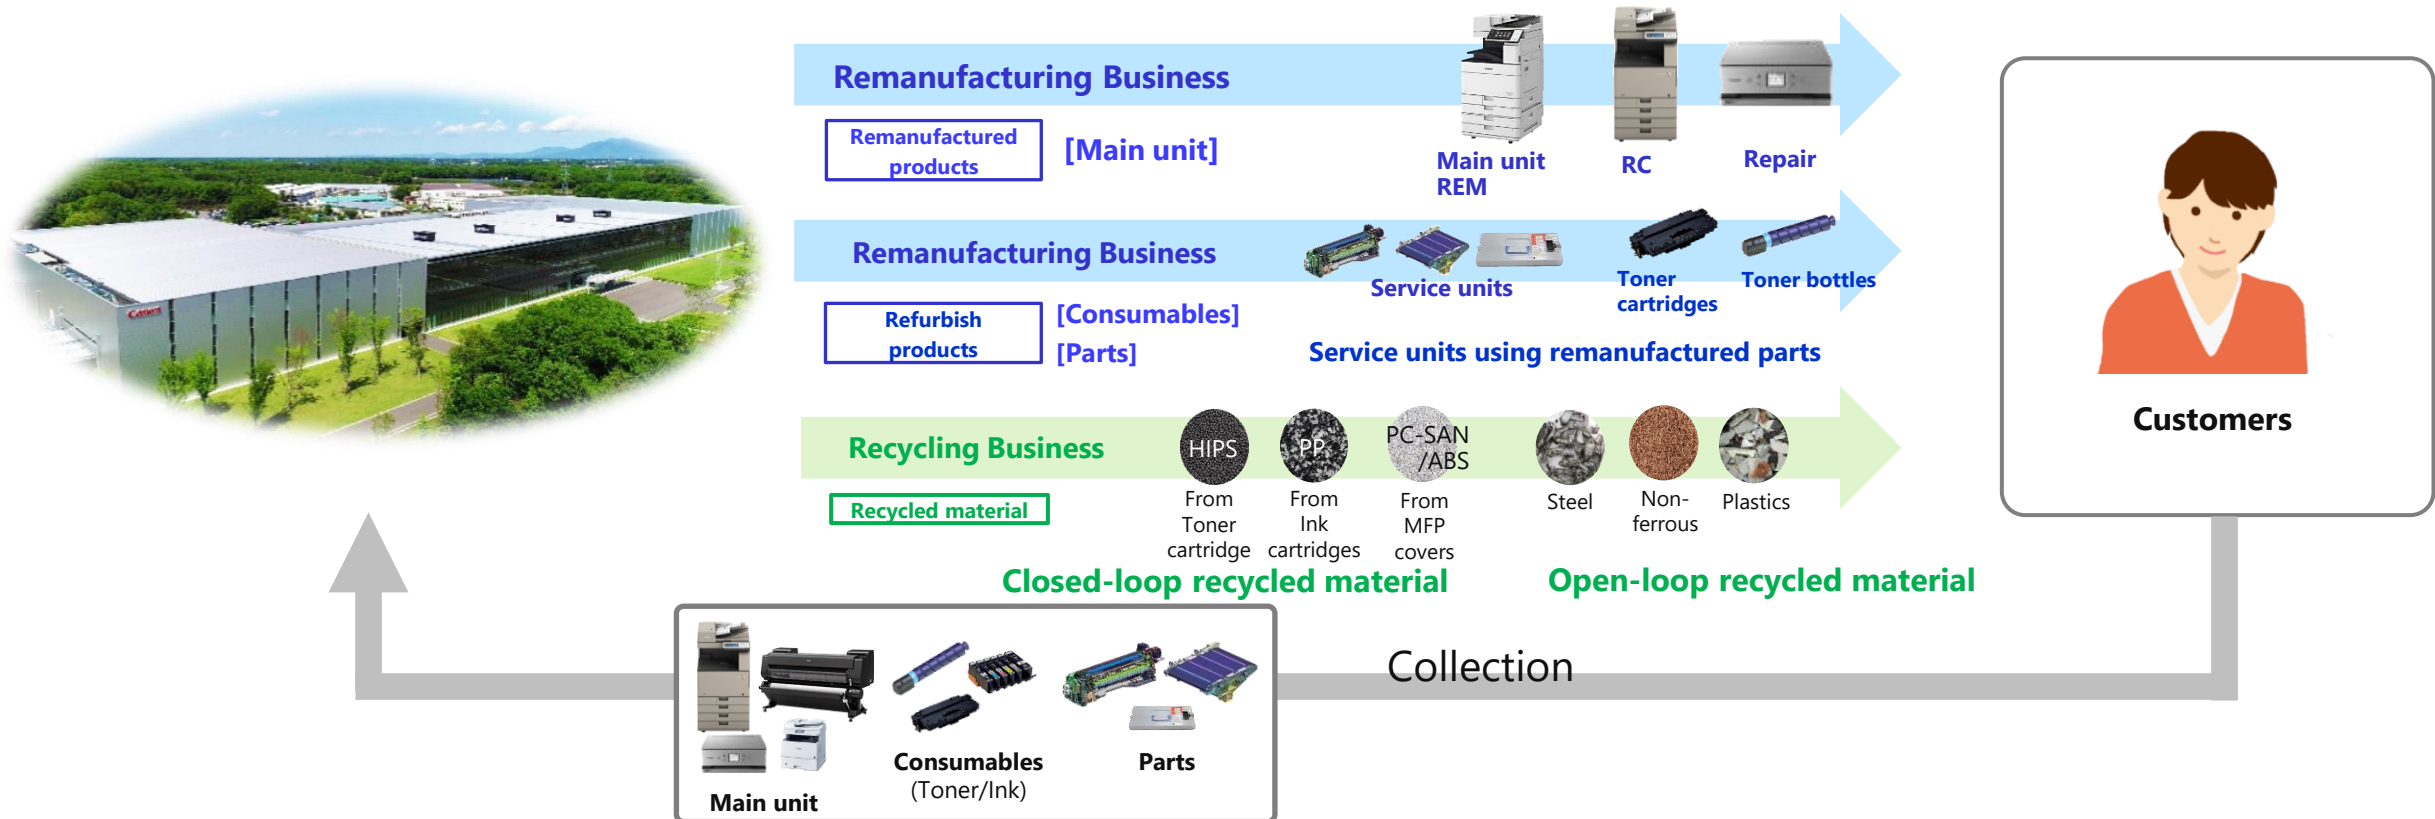 Remanufacturing Business
Remanufactured
products
[Main unit]
Main unit
REM
RC
Repair
Canon
Remanufacturing Business
Service units
Toner
cartridges
Toner bottles
Refurbish
products
[Consumables]
[Parts]
Service units using remanufactured parts
Recycling Business
HIPS
PP
PC-SAN
/ABS
Recycled material
From
Toner
cartridge
From
Ink
cartridges
From
MFP
covers
Steel
Non-
ferrous
Plastics
Closed-loop recycled material
Open-loop recycled material
Customers
Collection
Main unit
Consumables
(Toner/Ink)
Parts